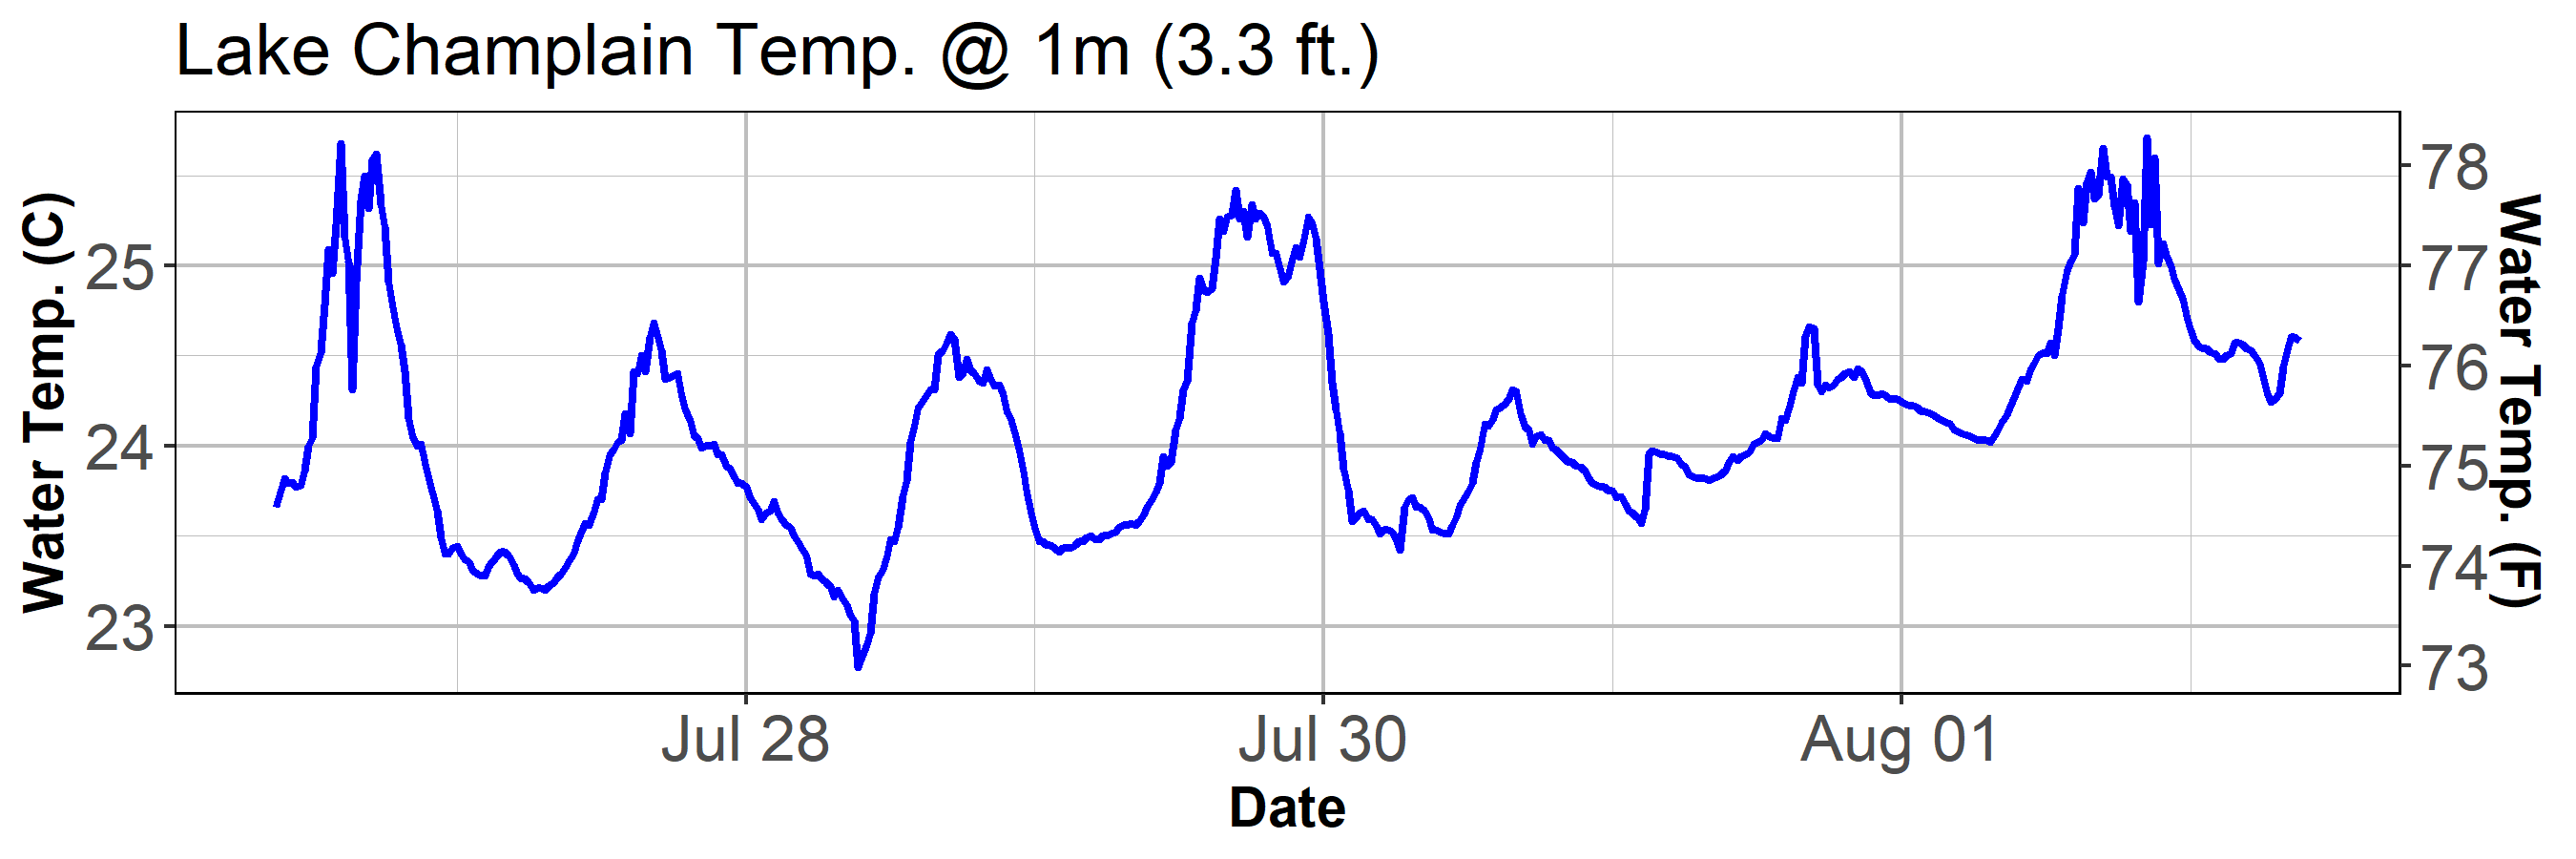 Lake Champlain Temp. @ 1m (3.3 ft.)
Water Temp. (C)
25
24
23
78
77
76
75
74
73
Water Temp. (F)
Jul 28
Jul 30
Aug 01
Date